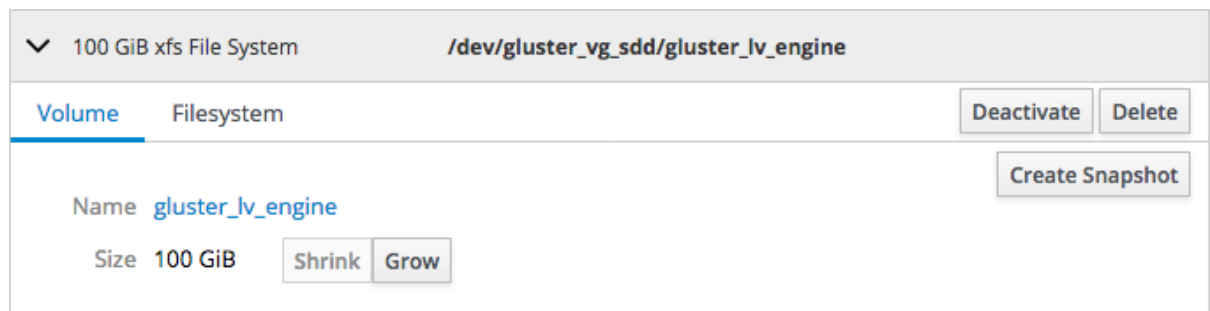 100 GiB xfs File System /dev/gluster_vg_sdd/gluster_lv_engine
Volume Filesystem Deactivate Delete
Create Snapshot
Name gluster_lv_engine
Size 100 GiB Shrink Grow